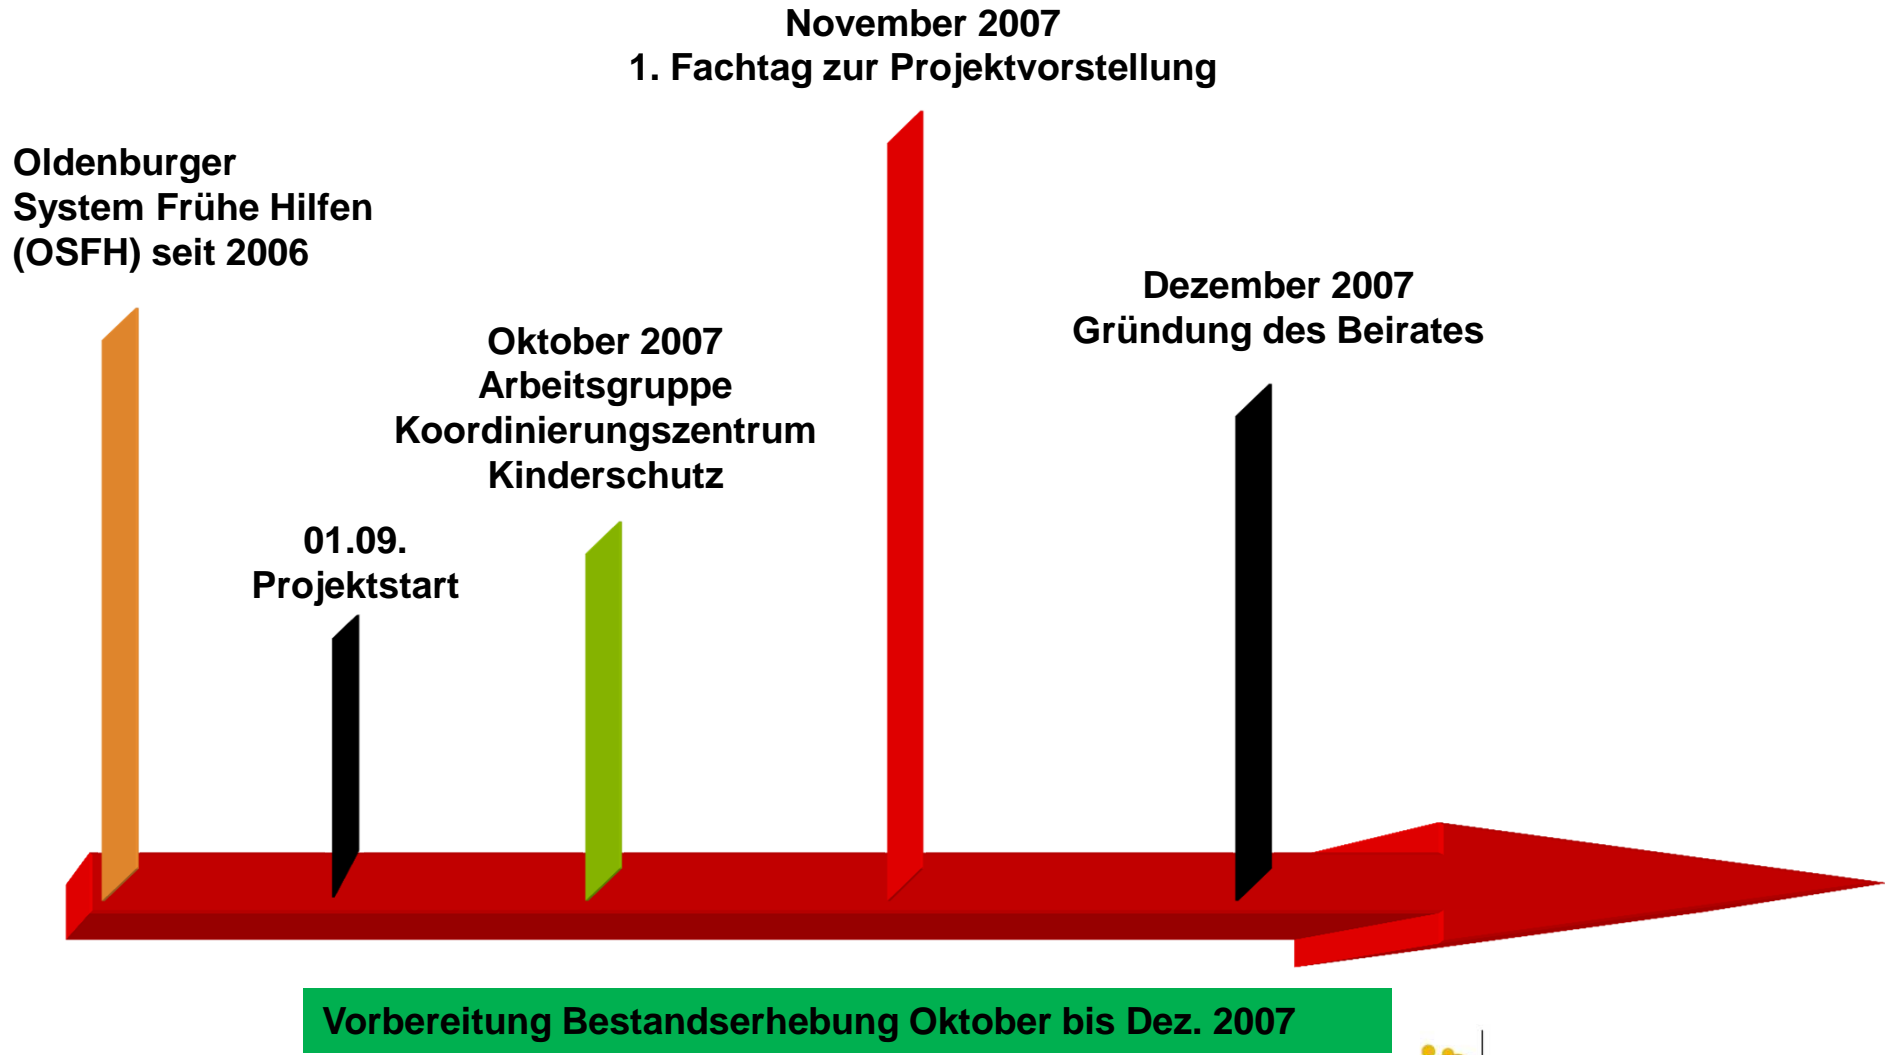 Oldenburger
System Frühe Hilfen
(OSFH) seit 2006
01.09.
Projektstart
Oktober 2007
Arbeitsgruppe
Koordinierungszentrum
Kinderschutz
November 2007
1. Fachtag zur Projektvorstellung
Dezember 2007
Gründung des Beirates
Vorbereitung Bestandserhebung Oktober bis Dez. 2007